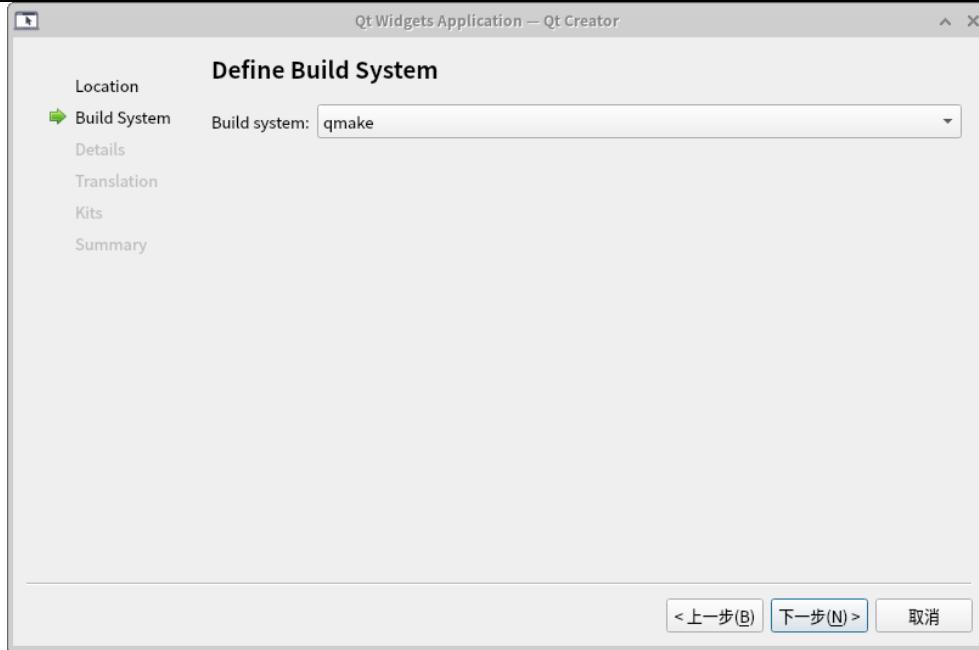 Qt Widgets Application — Qt Creator
Define Build System
Location
Build System
Build system: qmake
Details
Translation
Kits
Summary
< 上一步(B)
下一步(N) >
取消